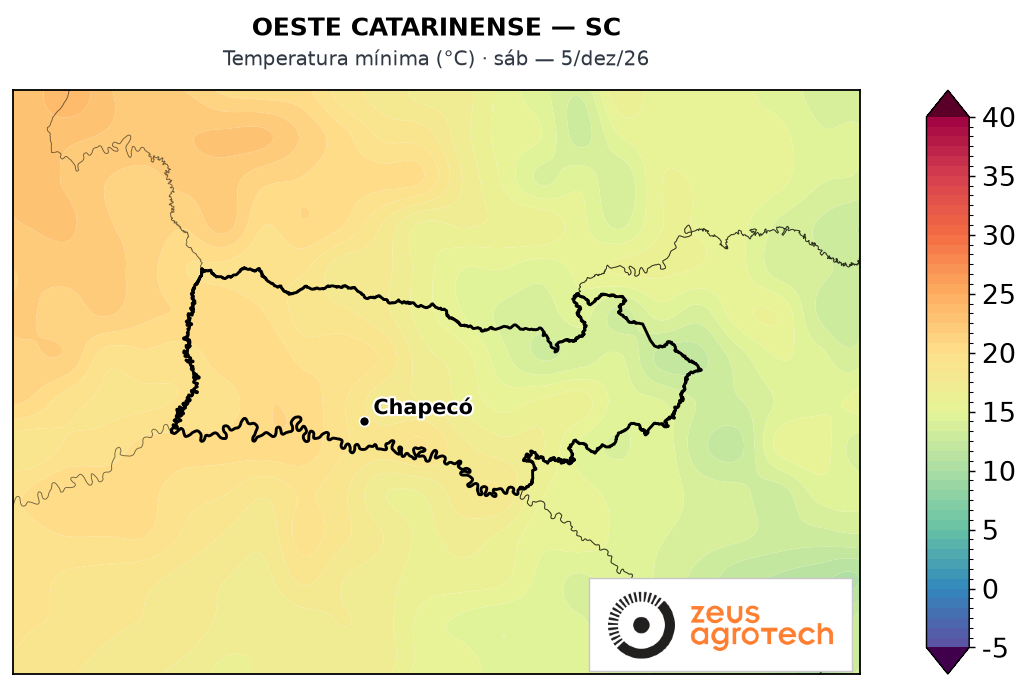 OESTE CATARINENSE — SC
Temperatura mínima (°C) · sáb — 5/dez/26
Chapecó
40
35
30
25
20
15
10
5
0
-5
zeus
agrotech